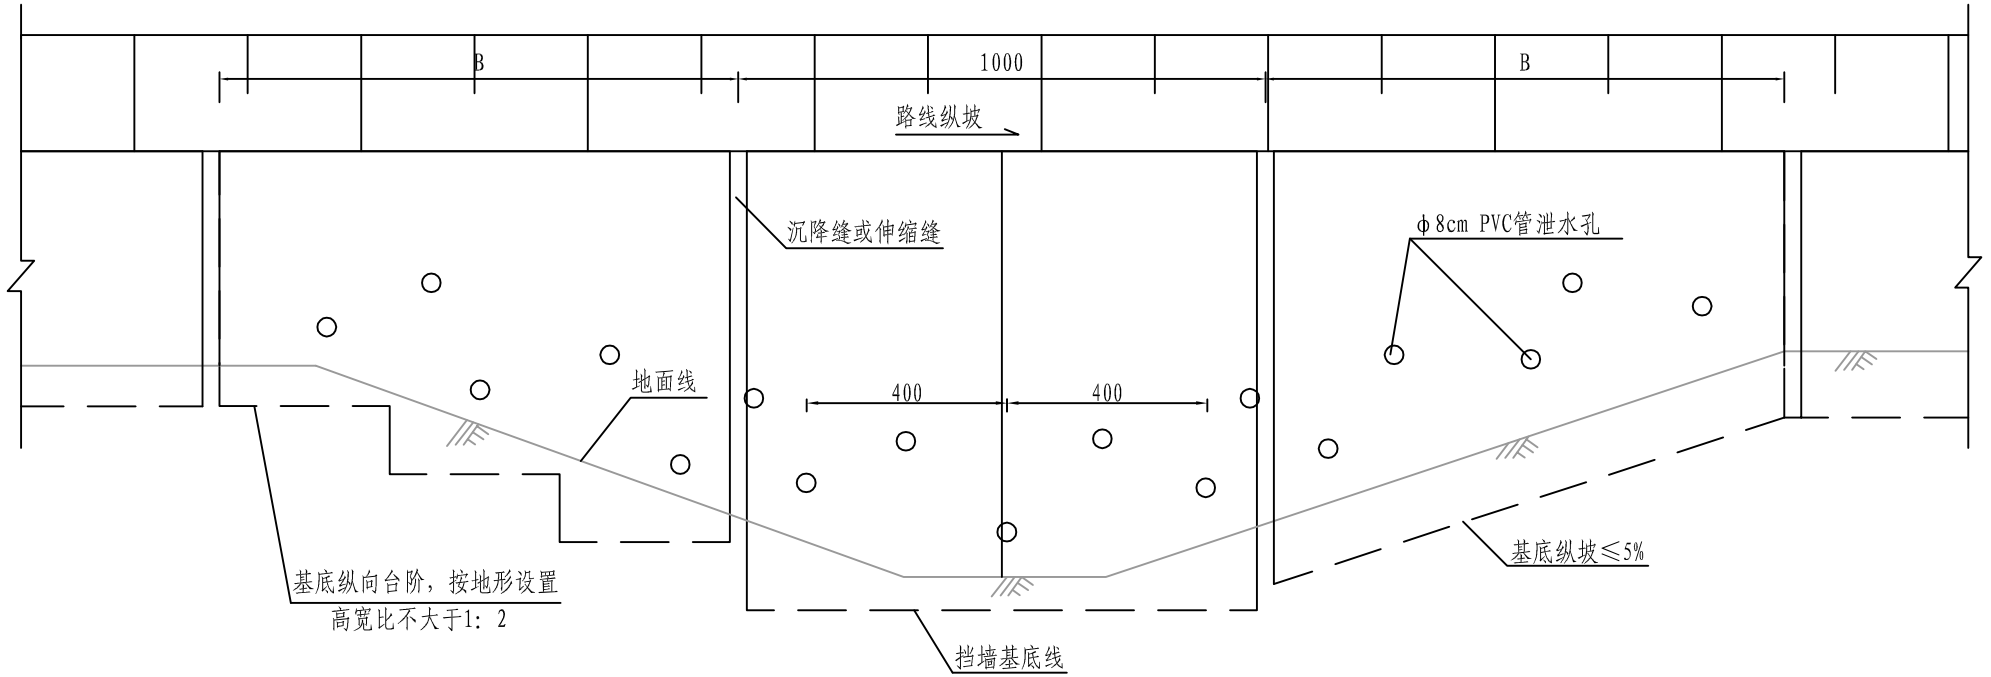 B
1000
B
路线纵坡
沉降缝或伸缩缝
ф8cm PVC管泄水孔
地面线
400
400
基底纵坡≤5%
基底纵向台阶，按地形设置
高宽比不大于1：2
挡墙基底线